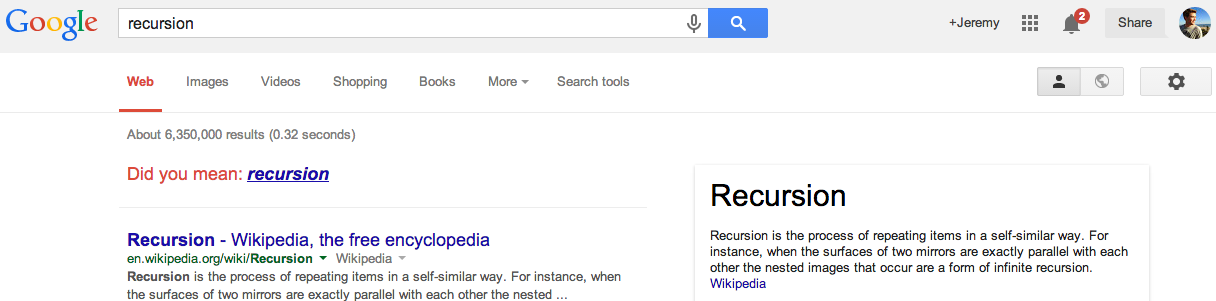 Google
recursion
+Jeremy
2
Share
Web Images Videos Shopping Books More Search tools
About 6,350,000 results (0.32 seconds)
Did you mean: recursion
Recursion - Wikipedia, the free encyclopedia
en.wikipedia.org/wiki/Recursion Wikipedia
Recursion is the process of repeating items in a self-similar way. For instance, when
the surfaces of two mirrors are exactly parallel with each other the nested ...
Recursion
Recursion is the process of repeating items in a self-similar way. For
instance, when the surfaces of two mirrors are exactly parallel with each
other the nested images that occur are a form of infinite recursion.
Wikipedia